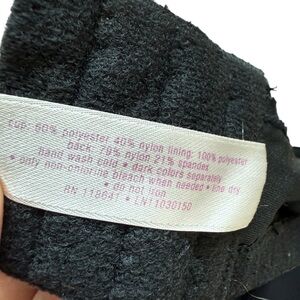 cup: 60% polyester 40% nylon lining: 100% polyester
back: 79% nylon 21% spandex
hand wash cold • dark colors separately
• only non-chlorine bleach when needed • line dry
• do not iron
RN 118641 • LN11030150